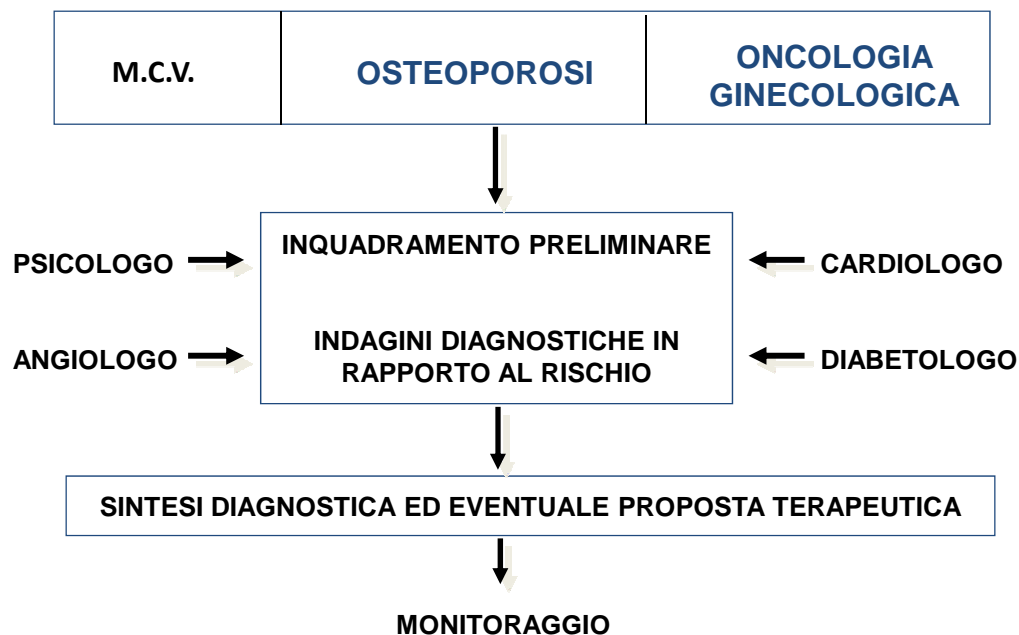 M.C.V.
OSTEOPOROSI
ONCOLOGIA
GINECOLOGICA
INQUADRAMENTO PRELIMINARE
PSICOLOGO
CARDIOLOGO
INDAGINI DIAGNOSTICHE IN
RAPPORTO AL RISCHIO
ANGIOLOGO
DIABETOLOGO
SINTESI DIAGNOSTICA ED EVENTUALE PROPOSTA TERAPEUTICA
MONITORAGGIO